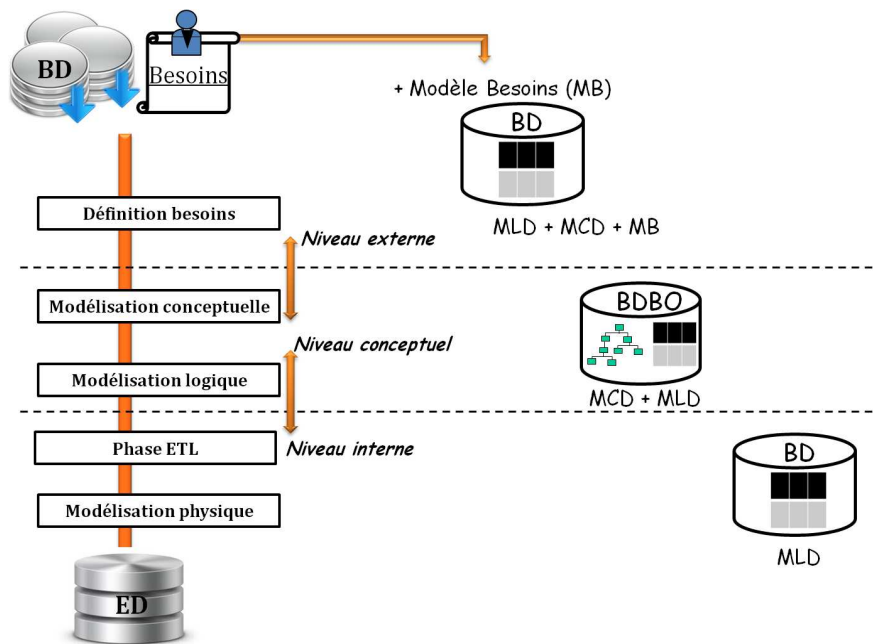 BD
Besoins
+ Modèle Besoins (MB)
BD
MLD + MCD + MB
Définition besoins
Niveau externe
Modélisation conceptuelle
BDBO
Niveau conceptuel
Modélisation logique
MCD + MLD
Phase ETL
Niveau interne
BD
Modélisation physique
MLD
ED